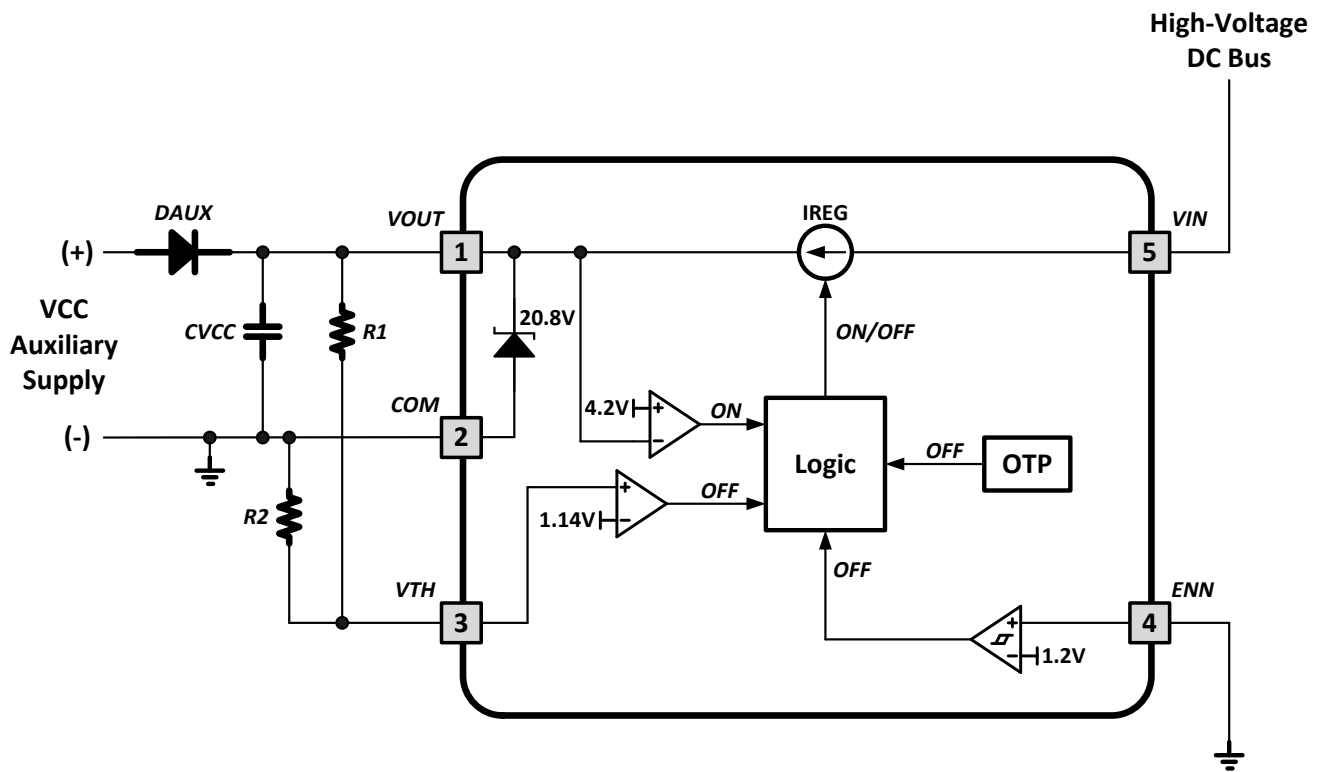 High-Voltage
DC Bus
DAUX
VOUT
IREG
VIN
(+)
1
5
VCC
Auxiliary
Supply
CVCC
R1
20.8V
ON/OFF
COM
4.2V
+
-
ON
(-)
2
Logic
OFF
OTP
R2
1.14V
+
-
OFF
OFF
VTH
ENN
3
4
+
-
1.2V